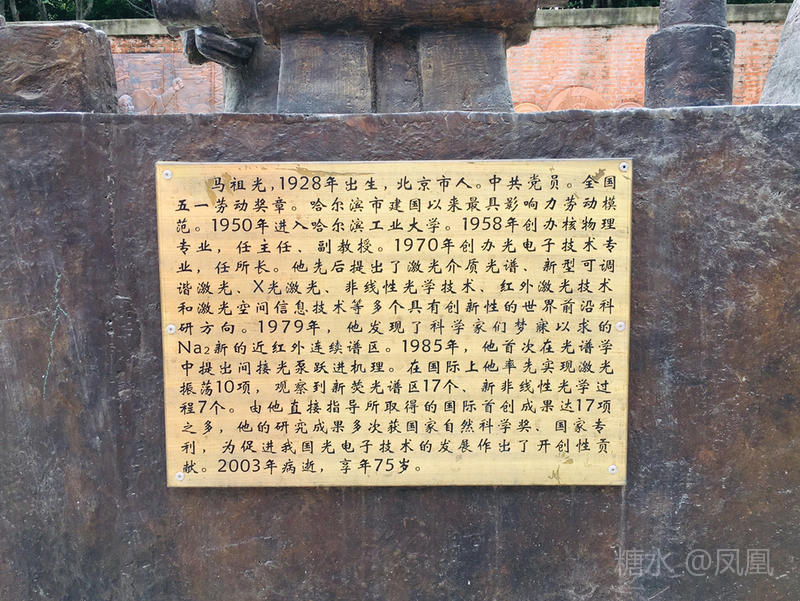 马祖光,1928年出生,北京市人。中共党员。全国
五一劳动奖章。哈尔滨市建国以来最具影响力劳动模
范。1950年进入哈尔滨工业大学。1958年创办核物理
专业,任主任、副教授。1970年创办光电子技术专
业,任所长。他先后提出了激光介质光谱、新型可调
谐激光、X光激光、非线性光学技术、红外激光技术
和激光空间信息技术等多个具有创新性的世界前沿科
研方向。1979年,他发现了科学家们梦寐以求的
Na₂新的近红外连续谱区。1985年,他首次在光谱学
中提出间接光泵跃进机理。在国际上他率先实现激光
振荡10项,观察到新荧光谱区17个、新非线性光学过
程7个。由他直接指导所取得的国际首创成果达17项
之多,他的研究成果多次获国家自然科学奖、国家专
利,为促进我国光电子技术的发展作出了开创性贡
献。2003年病逝,享年75岁。
糖水 @凤凰